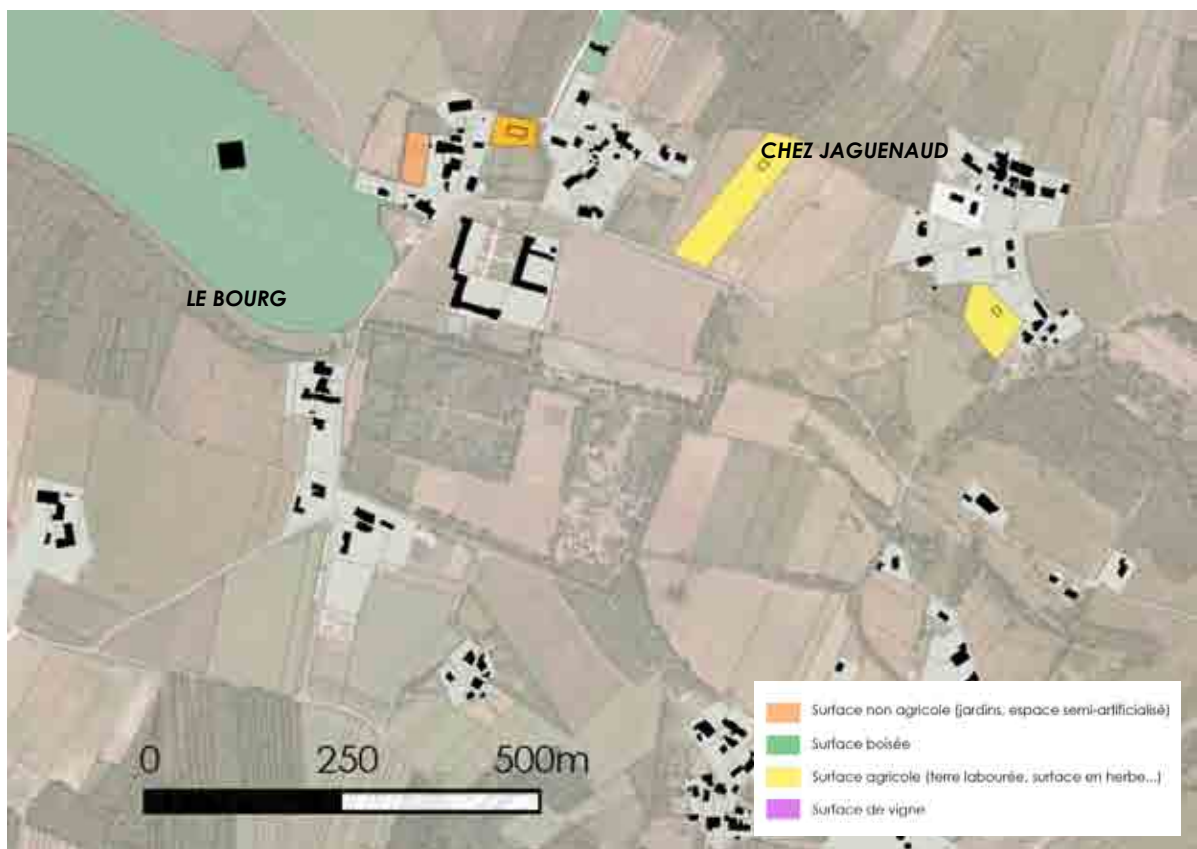 CHEZ JAGUENAUD
LE BOURG
0 250 500m
Surface non agricole (jardins, espace semi-artificialisé)
Surface boisée
Surface agricole (terre labourée, surface en herbe...)
Surface de vigne